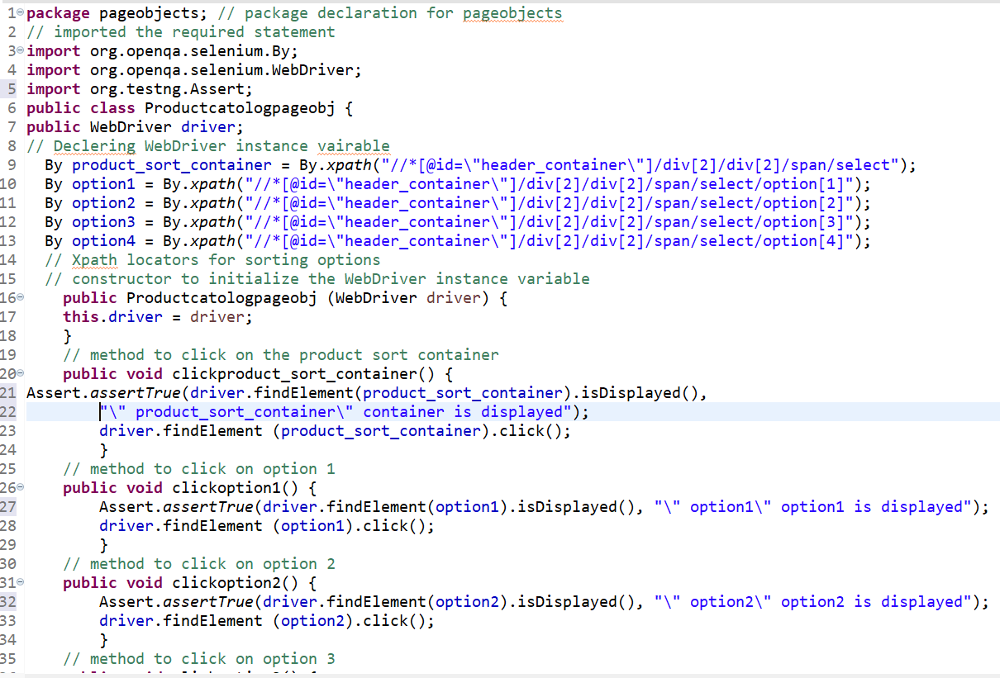 1 package pageobjects; // package declaration for pageobjects
2 // imported the required statement
3 import org.openqa.selenium.By;
4 import org.openqa.selenium.WebDriver;
5 import org.testng.Assert;
6 public class Productcatologpageobj {
7 public WebDriver driver;
8 // Declering WebDriver instance vairable
9 By product_sort_container = By.xpath("//*[@id=\"header_container\"]/div[2]/div[2]/span/select");
10 By option1 = By.xpath("//*[@id=\"header_container\"]/div[2]/div[2]/span/select/option[1]");
11 By option2 = By.xpath("//*[@id=\"header_container\"]/div[2]/div[2]/span/select/option[2]");
12 By option3 = By.xpath("//*[@id=\"header_container\"]/div[2]/div[2]/span/select/option[3]");
13 By option4 = By.xpath("//*[@id=\"header_container\"]/div[2]/div[2]/span/select/option[4]");
14 // Xpath locators for sorting options
15 // constructor to initialize the WebDriver instance variable
16 public Productcatologpageobj (WebDriver driver) {
17 this.driver = driver;
18 }
19 // method to click on the product sort container
20 public void clickproduct_sort_container() {
21 Assert.assertTrue(driver.findElement(product_sort_container).isDisplayed(),
22 "\" product_sort_container\" container is displayed");
23 driver.findElement (product_sort_container).click();
24 }
25 // method to click on option 1
26 public void clickoption1() {
27 Assert.assertTrue(driver.findElement(option1).isDisplayed(), "\" option1\" option1 is displayed");
28 driver.findElement (option1).click();
29 }
30 // method to click on option 2
31 public void clickoption2() {
32 Assert.assertTrue(driver.findElement(option2).isDisplayed(), "\" option2\" option2 is displayed");
33 driver.findElement (option2).click();
34 }
35 // method to click on option 3